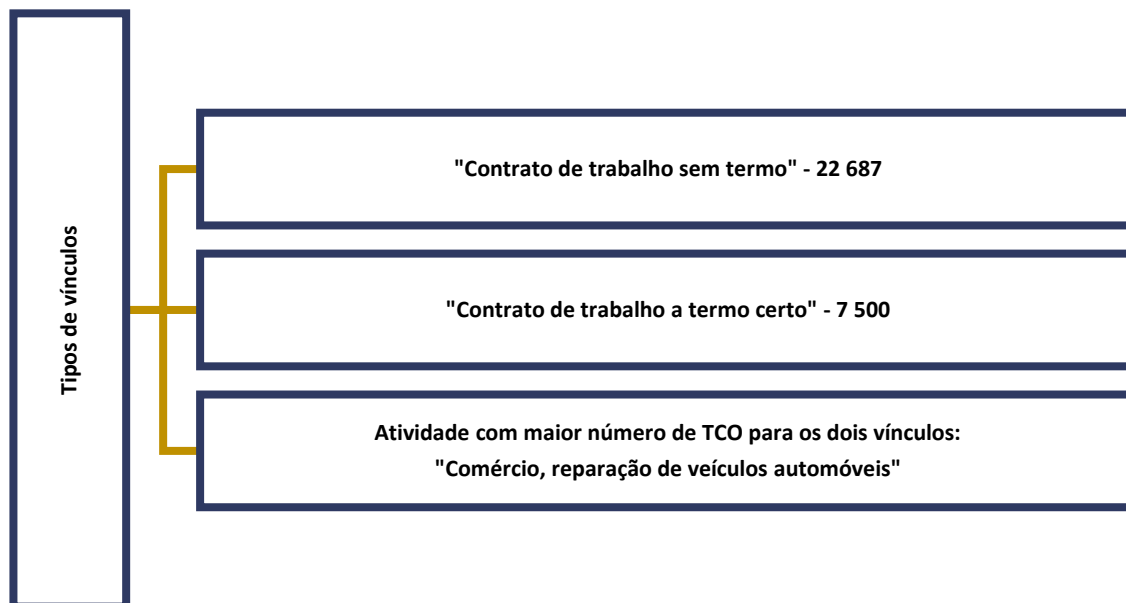 Tipos de vínculos
"Contrato de trabalho sem termo" - 22 687
"Contrato de trabalho a termo certo" - 7 500
Atividade com maior número de TCO para os dois vínculos:
"Comércio, reparação de veículos automóveis"